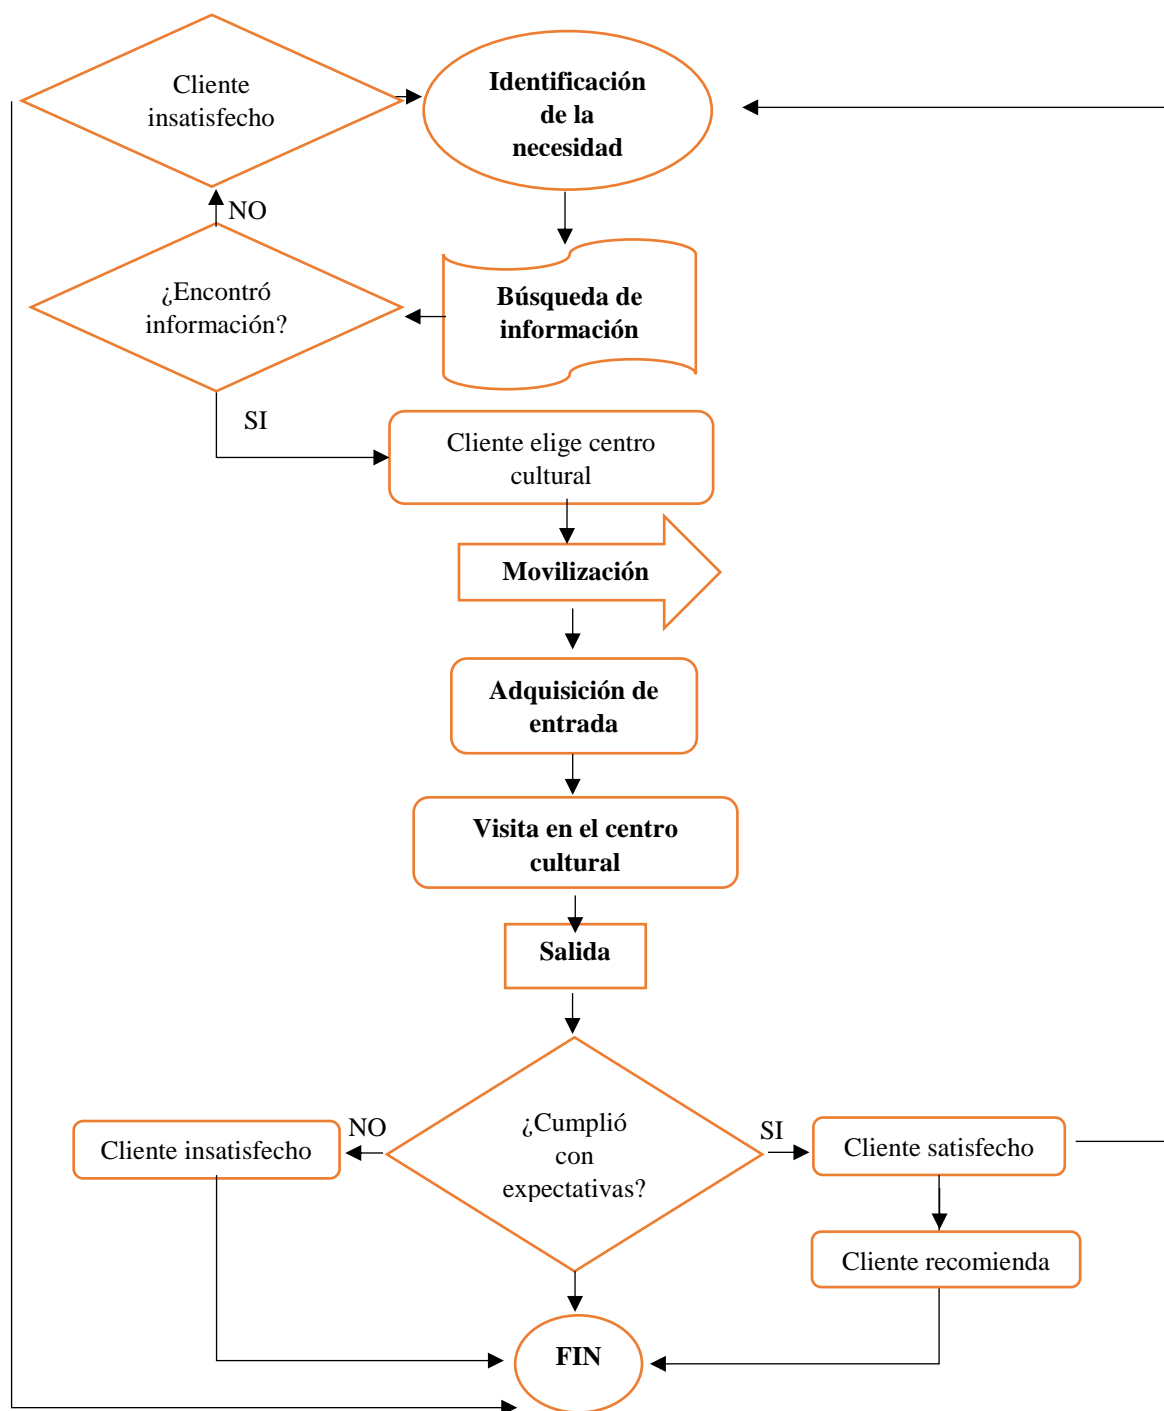 Cliente
insatisfecho
Identificación
de la
necesidad
NO
¿Encontró
información?
Búsqueda de
información
SI
Cliente elige centro
cultural
Movilización
Adquisición de
entrada
Visita en el centro
cultural
Salida
¿Cumplió
con
expectativas?
NO
Cliente insatisfecho
SI
Cliente satisfecho
Cliente recomienda
FIN